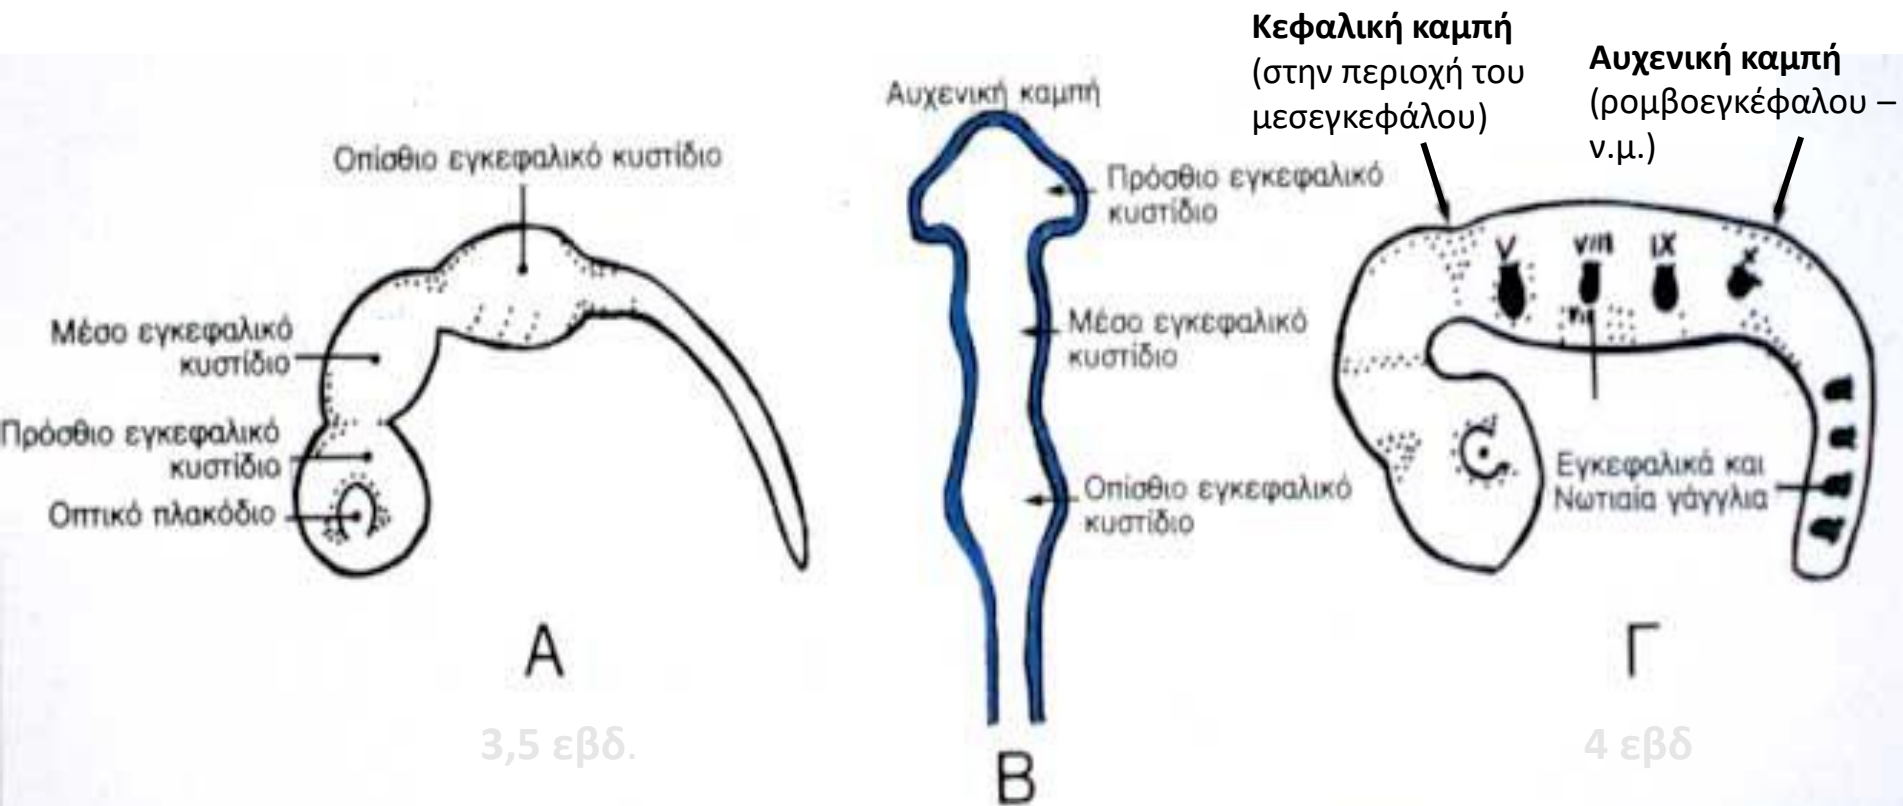 Οπίσθιο εγκεφαλικό κυστίδιο
Μέσο εγκεφαλικό
κυστίδιο
Πρόσθιο εγκεφαλικό
κυστίδιο
Οπτικό πλακόδιο
Α
3,5 εβδ.
Αυχενική καμπή
Πρόσθιο εγκεφαλικό
κυστίδιο
Μέσο εγκεφαλικό
κυστίδιο
Οπίσθιο εγκεφαλικό
κυστίδιο
Β
Κεφαλική καμπή
(στην περιοχή του
μεσεγκεφάλου)
Αυχενική καμπή
(ρομβοεγκέφαλου –
ν.μ.)
V VIII IX X
VII
Εγκεφαλικά και
Νωτιαία γάγγλια
Γ
4 εβδ